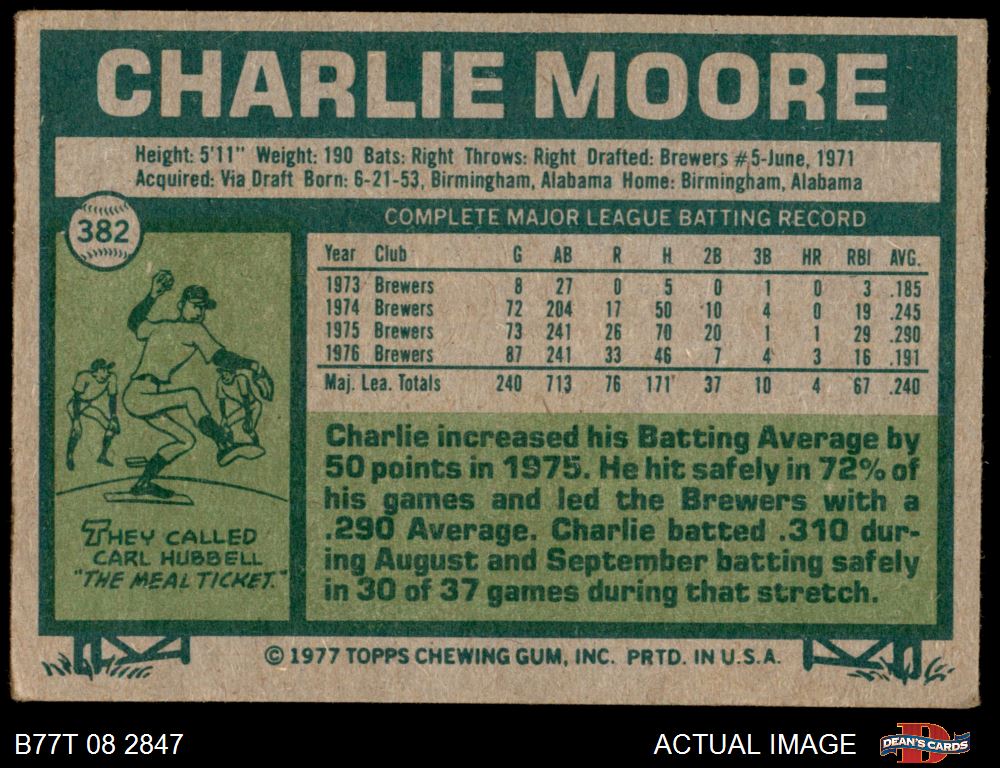 CHARLIE MOORE
Height: 5'11" Weight: 190 Bats: Right Throws: Right Drafted: Brewers #5-June, 1971
Acquired: Via Draft Born: 6-21-53, Birmingham, Alabama Home: Birmingham, Alabama
382
COMPLETE MAJOR LEAGUE BATTING RECORD
Year Club G AB R H 2B 3B HR RBI AVG.
1973 Brewers 8 27 0 5 0 1 0 3 .185
1974 Brewers 72 204 17 50 10 4 0 19 .245
1975 Brewers 73 241 26 70 20 1 1 29 .290
1976 Brewers 87 241 33 46 7 4 3 16 .191
Maj. Lea. Totals 240 713 76 171 37 10 4 67 .240
THEY CALLED
CARL HUBBELL
"THE MEAL TICKET."
Charlie increased his Batting Average by
50 points in 1975. He hit safely in 72% of
his games and led the Brewers with a
.290 Average. Charlie batted .310 dur-
ing August and September batting safely
in 30 of 37 games during that stretch.
© 1977 TOPPS CHEWING GUM, INC. PRTD. IN U.S.A.
B77T 08 2847
ACTUAL IMAGE
D
DEAN'S CARDS